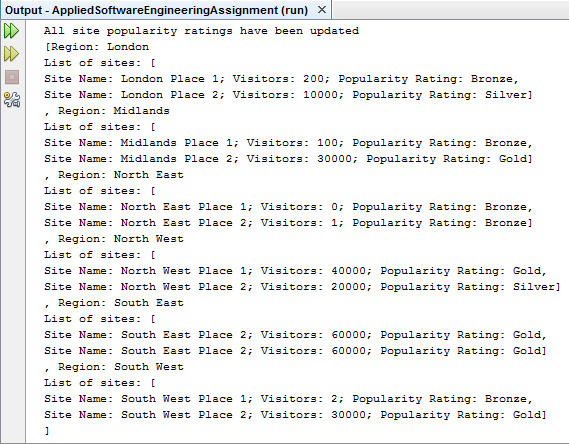 Output - AppliedSoftwareEngineeringAssignment (run) ×
All site popularity ratings have been updated
[Region: London
List of sites: [
Site Name: London Place 1; Visitors: 200; Popularity Rating: Bronze,
Site Name: London Place 2; Visitors: 10000; Popularity Rating: Silver]
, Region: Midlands
List of sites: [
Site Name: Midlands Place 1; Visitors: 100; Popularity Rating: Bronze,
Site Name: Midlands Place 2; Visitors: 30000; Popularity Rating: Gold]
, Region: North East
List of sites: [
Site Name: North East Place 1; Visitors: 0; Popularity Rating: Bronze,
Site Name: North East Place 2; Visitors: 1; Popularity Rating: Bronze]
, Region: North West
List of sites: [
Site Name: North West Place 1; Visitors: 40000; Popularity Rating: Gold,
Site Name: North West Place 2; Visitors: 20000; Popularity Rating: Silver]
, Region: South East
List of sites: [
Site Name: South East Place 2; Visitors: 60000; Popularity Rating: Gold,
Site Name: South East Place 2; Visitors: 60000; Popularity Rating: Gold]
, Region: South West
List of sites: [
Site Name: South West Place 1; Visitors: 2; Popularity Rating: Bronze,
Site Name: South West Place 2; Visitors: 30000; Popularity Rating: Gold]
]